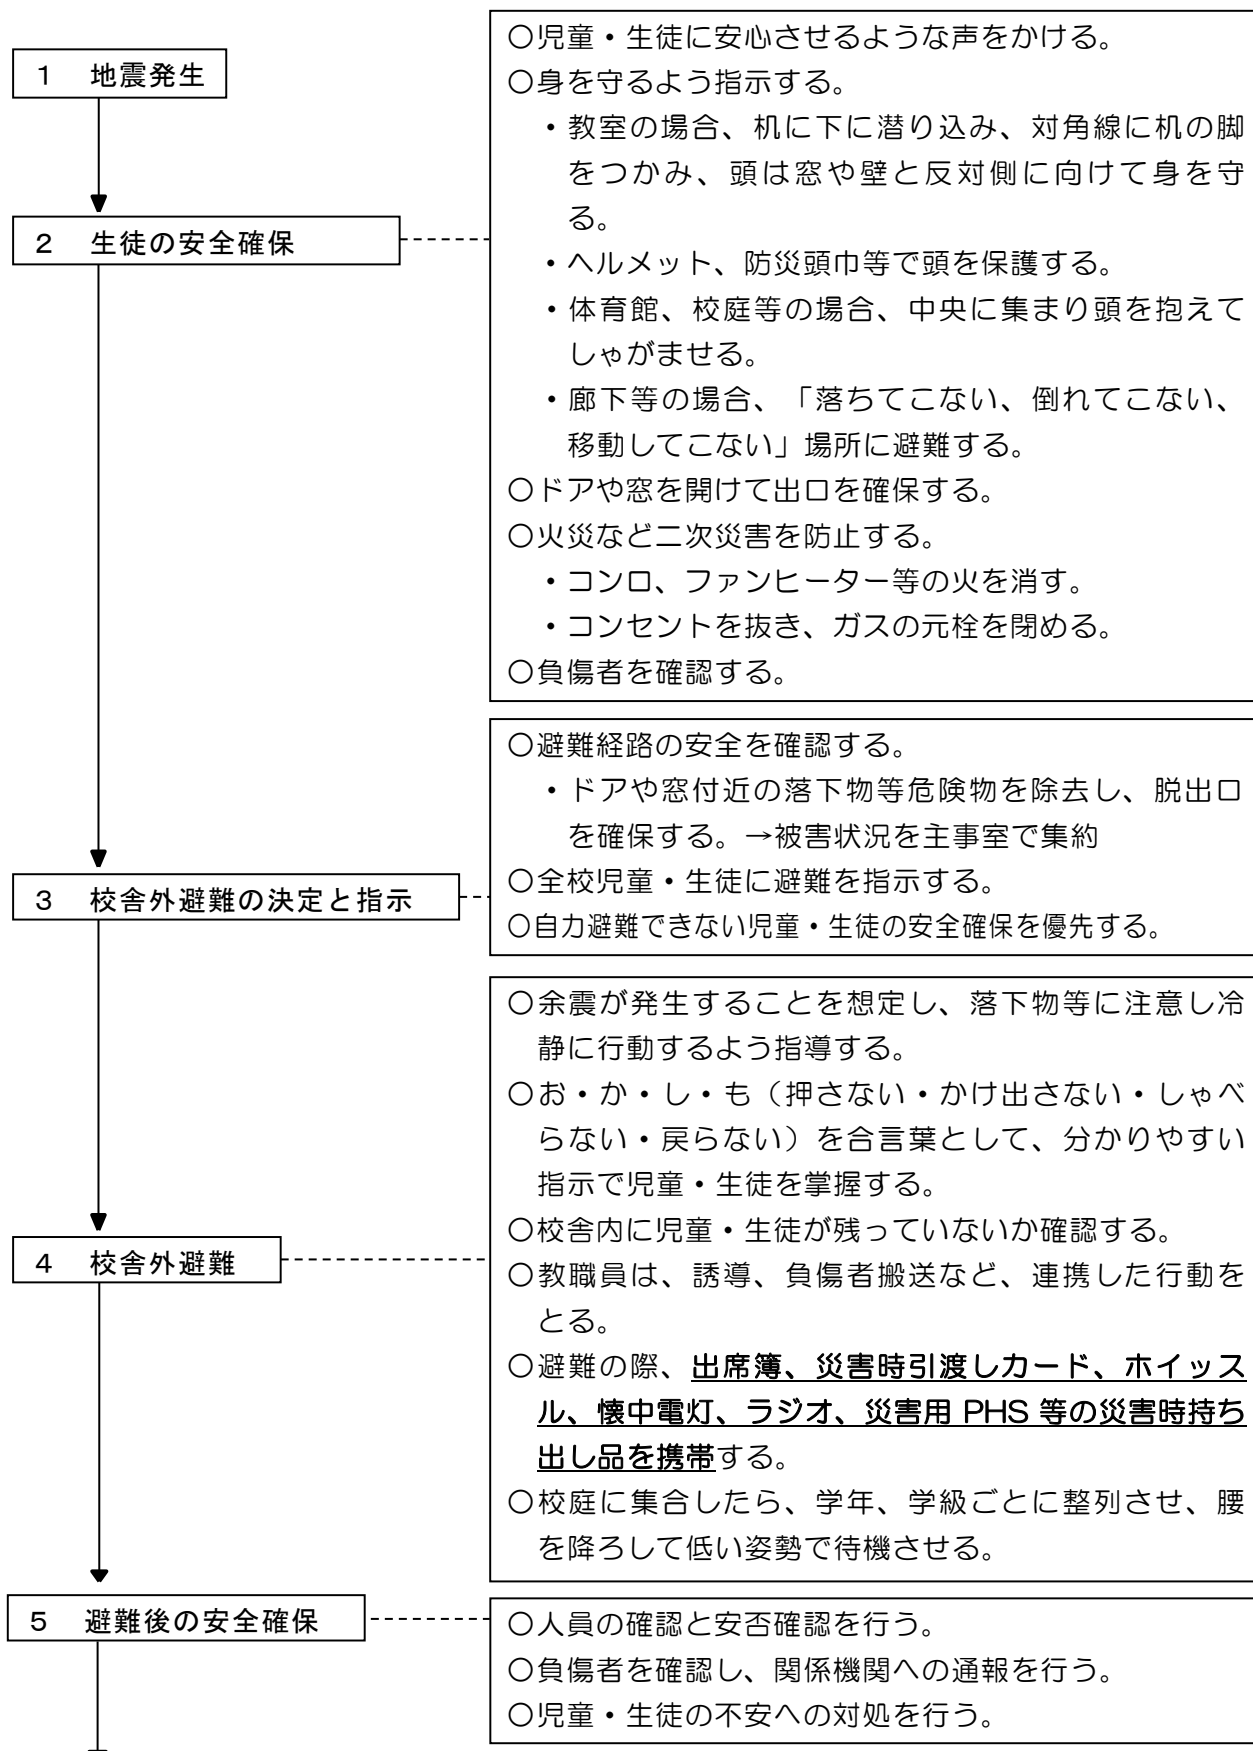 1　地震発生
2　生徒の安全確保
○児童・生徒に安心させるような声をかける。
○身を守るよう指示する。
・教室の場合、机に下に潜り込み、対角線に机の脚
をつかみ、頭は窓や壁と反対側に向けて身を守
る。
・ヘルメット、防災頭巾等で頭を保護する。
・体育館、校庭等の場合、中央に集まり頭を抱えて
しゃがませる。
・廊下等の場合、「落ちてこない、倒れてこない、
移動してこない」場所に避難する。
○ドアや窓を開けて出口を確保する。
○火災など二次災害を防止する。
・コンロ、ファンヒーター等の火を消す。
・コンセントを抜き、ガスの元栓を閉める。
○負傷者を確認する。
3　校舎外避難の決定と指示
○避難経路の安全を確認する。
・ドアや窓付近の落下物等危険物を除去し、脱出口
を確保する。→被害状況を主事室で集約
○全校児童・生徒に避難を指示する。
○自力避難できない児童・生徒の安全確保を優先する。
4　校舎外避難
○余震が発生することを想定し、落下物等に注意し冷
静に行動するよう指導する。
○お・か・し・も（押さない・かけ出さない・しゃべ
らない・戻らない）を合言葉として、分かりやすい
指示で児童・生徒を掌握する。
○校舎内に児童・生徒が残っていないか確認する。
○教職員は、誘導、負傷者搬送など、連携した行動を
とる。
○避難の際、出席簿、災害時引渡しカード、ホイッス
ル、懐中電灯、ラジオ、災害用 PHS 等の災害時持ち
出し品を携帯する。
○校庭に集合したら、学年、学級ごとに整列させ、腰
を降ろして低い姿勢で待機させる。
5　避難後の安全確保
○人員の確認と安否確認を行う。
○負傷者を確認し、関係機関への通報を行う。
○児童・生徒の不安への対処を行う。